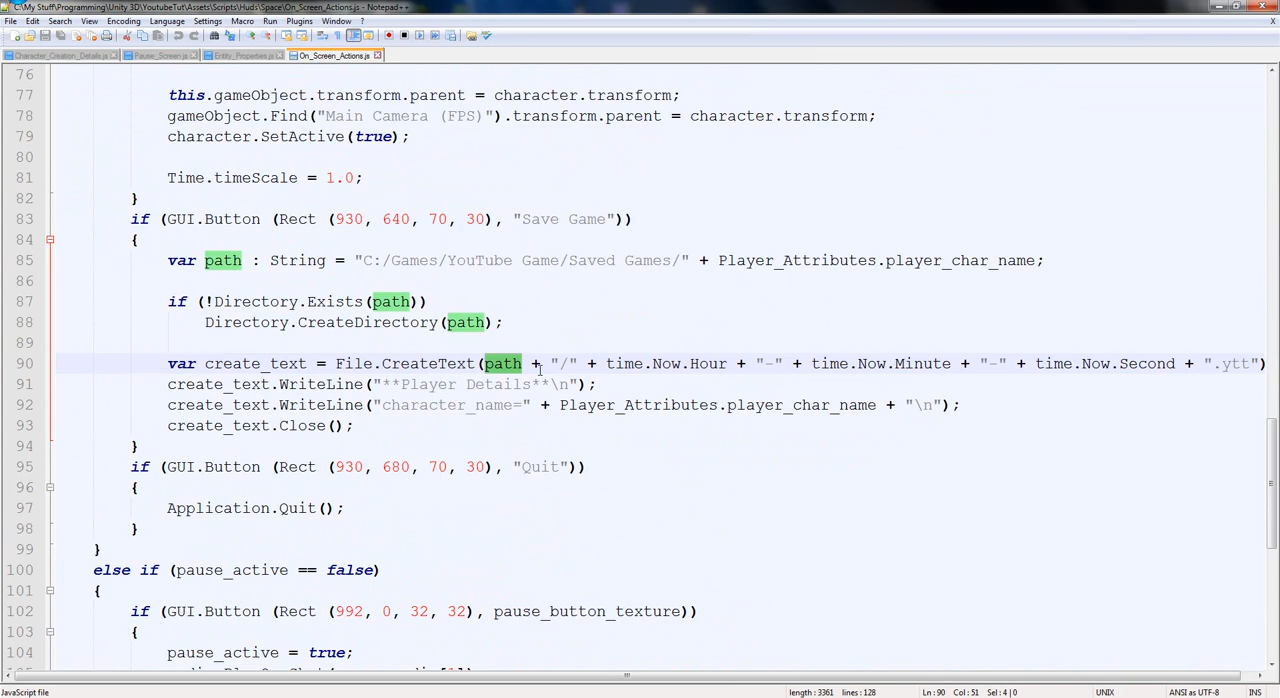 C:\My Stuff\Programming\Unity 3D\YoutubeTut\Assets\Scripts\Huds\Space\On_Screen_Actions.js - Notepad++
File Edit Search View Encoding Language Settings Macro Run Plugins Window ? X
Character_Creation_Details.js Pause_Screen.js Entity_Properties.js On_Screen_Actions.js
76
77 this.gameObject.transform.parent = character.transform;
78 gameObject.Find("Main Camera (FPS)").transform.parent = character.transform;
79 character.SetActive(true);
80
81 Time.timeScale = 1.0;
82 }
83 if (GUI.Button (Rect (930, 640, 70, 30), "Save Game"))
84 {
85 var path : String = "C:/Games/YouTube Game/Saved Games/" + Player_Attributes.player_char_name;
86
87 if (!Directory.Exists(path))
88 Directory.CreateDirectory(path);
89
90 var create_text = File.CreateText(path + "/" + time.Now.Hour + "-" + time.Now.Minute + "-" + time.Now.Second + ".ytt")
91 create_text.WriteLine("**Player Details**\n");
92 create_text.WriteLine("character_name=" + Player_Attributes.player_char_name + "\n");
93 create_text.Close();
94 }
95 if (GUI.Button (Rect (930, 680, 70, 30), "Quit"))
96 {
97 Application.Quit();
98 }
99 }
100 else if (pause_active == false)
101 {
102 if (GUI.Button (Rect (992, 0, 32, 32), pause_button_texture))
103 {
104 pause_active = true;
JavaScript file length : 3361 lines : 128 Ln : 90 Col : 51 Sel : 4 | 0 UNIX ANSI as UTF-8 INS